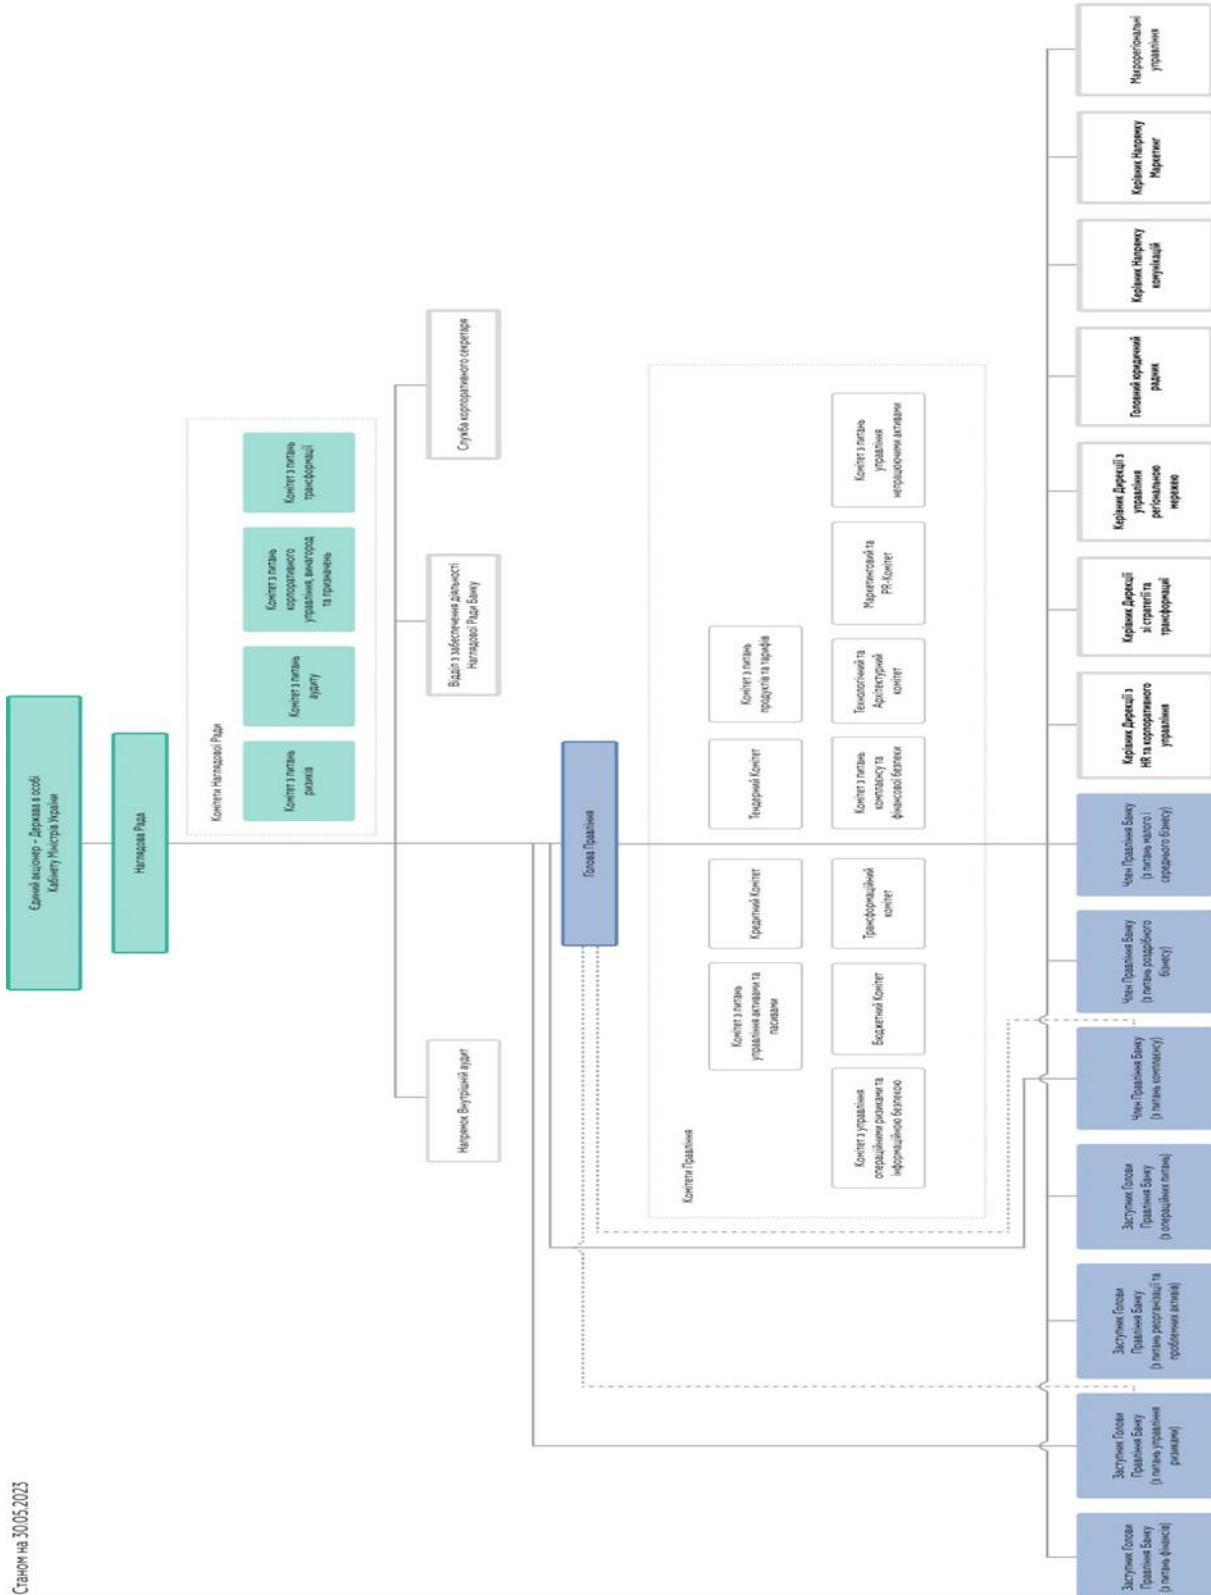 Станом на 30.05.2023
Єдиний акціонер – Держава в особі
Кабінету Міністрів України
Наглядова Рада
Комітети Наглядової Ради
Комітет з питань
ризиків
Комітет з питань
аудиту
Комітет з питань
корпоративного
управління, винагород
та призначень
Комітет з питань
трансформації
Напрямок Внутрішній аудит
Відділ з забеспечення діяльності
Наглядової Ради Банку
Служба корпоративного секретаря
Голова Правління
Комітети Правління
Комітет з питань
управління активами та
пасивами
Кредитний Комітет
Тендерний Комітет
Комітет з питань
продуктів та тарифів
Комітет з управління
операційними ризиками та
інформаційною безпекою
Бюджетний Комітет
Трансформаційний
комітет
Комітет з питань
комплаєнсу та
фінансової безпеки
Технологічний та
Архітектурний
комітет
Маркетинговий та
PR-Комітет
Комітет з питань
управління
непрацюючими активами
Заступник Голови
Правління Банку
(з питань фінансів)
Заступник Голови
Правління Банку
(з питань управління
ризиками)
Заступник Голови
Правління Банку
(з питань реорганізації та
проблемних активів)
Заступник Голови
Правління Банку
(з операційних питань)
Член Правління Банку
(з питань комплаєнсу)
Член Правління Банку
(з питань роздрібного
бізнесу)
Член Правління Банку
(з питань малого і
середнього бізнесу)
Керівник Дирекції з
HR та корпоративного
управління
Керівник Дирекції
зі стратегії та
трансформації
Керівник Дирекції з
управління
регіональною
мережею
Головний юридичний
радник
Керівник Напрямку
комунікацій
Керівник Напрямку
Маркетинг
Макрорегіональні
управління